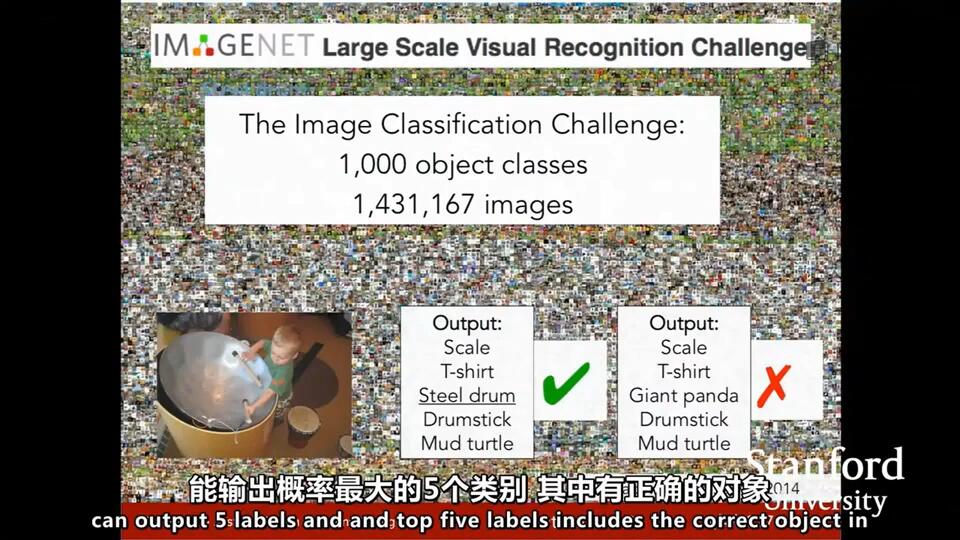 IMAGENET Large Scale Visual Recognition Challenge
The Image Classification Challenge:
1,000 object classes
1,431,167 images
Output:
Scale
T-shirt
Steel drum
Drumstick
Mud turtle
Output:
Scale
T-shirt
Giant panda
Drumstick
Mud turtle
Stanford
University
2014
能输出概率最大的5个类别 其中有正确的对象
can output 5 labels and and top five labels includes the correct object in